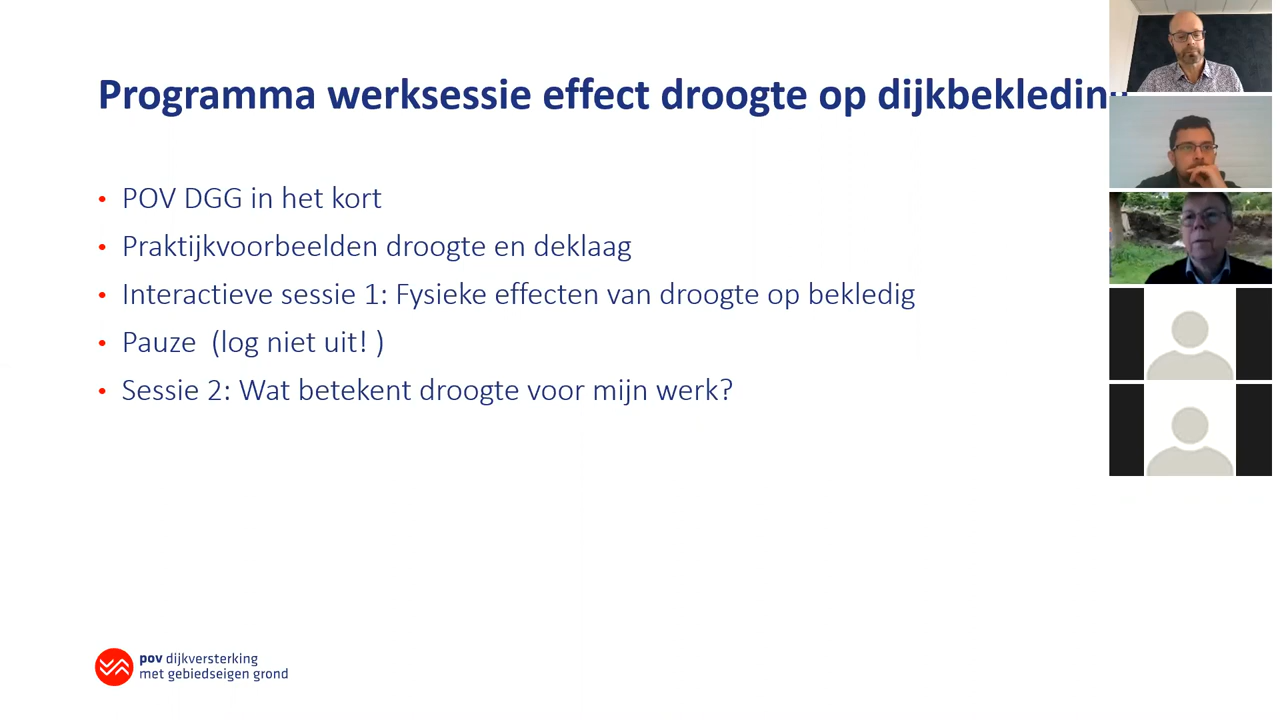 Programma werksessie effect droogte op dijkbekleding
POV DGG in het kort
Praktijkvoorbeelden droogte en deklaag
Interactieve sessie 1: Fysieke effecten van droogte op bekledig
Pauze (log niet uit! )
Sessie 2: Wat betekent droogte voor mijn werk?
pov dijkversterking
met gebiedseigen grond